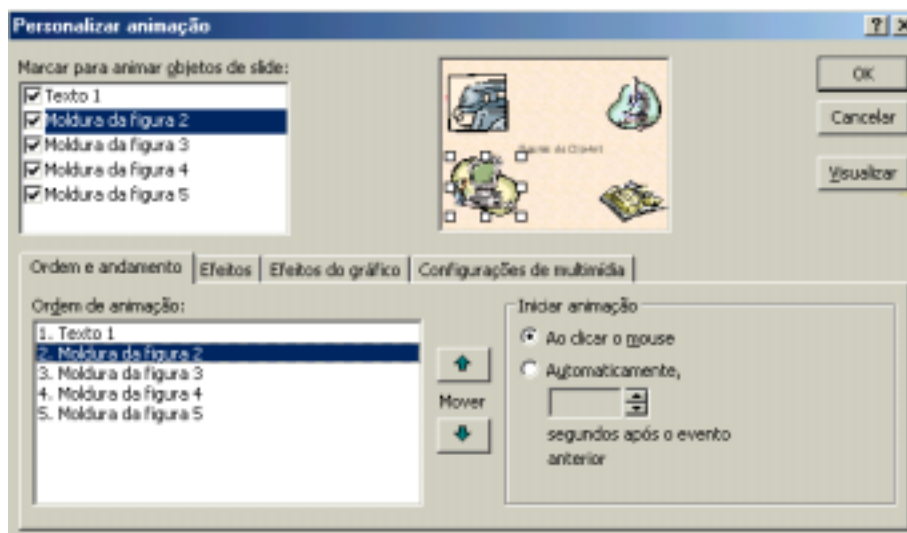 Personalizar animação
Marcar para animar objetos de slide:
Texto 1
Moldura da figura 2
Moldura da figura 3
Moldura da figura 4
Moldura da figura 5
OK
Cancelar
Visualizar
Ordem e andamento
Efeitos
Efeitos do gráfico
Configurações de multimídia
Ordem de animação:
1. Texto 1
2. Moldura da figura 2
3. Moldura da figura 3
4. Moldura da figura 4
5. Moldura da figura 5
Mover
Iniciar animação
Ao clicar o mouse
Automaticamente,
segundos após o evento
anterior